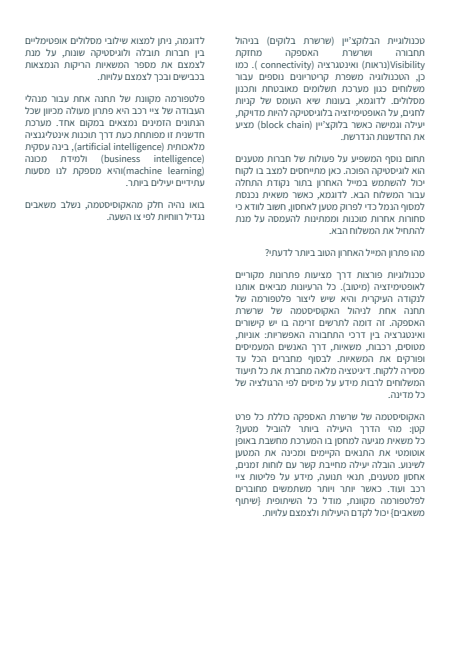 טכנולוגיית הבלוקצ'יין (שרשרת בלוקים) בניהול
תחבורה ושרשרת האספקה מחזקת
Visibility(נראות) ואינטגרציה (connectivity ). כמו
כן, הטכנולוגיה משפרת קריטריונים נוספים עבור
משלוחים כגון מערכת תשלומים מאובטחת ותכנון
מסלולים. לדוגמא, בעונות שיא העומס של קניות
לחגים, על האופטימיזציה בלוגיסטיקה להיות מדויקת,
יעילה וגמישה כאשר בלוקצ'יין (block chain) מציע
את החדשנות הנדרשת.
תחום נוסף המשפיע על פעולות של חברות מטענים
הוא לוגיסטיקה הפוכה. כאן מתייחסים למצב בו לקוח
יכול להשתמש במייל האחרון בתור נקודת התחלה
עבור המשלוח הבא. לדוגמא, כאשר משאית נכנסת
למסוף הנמל כדי לפרוק מטען לאחסון, חשוב לוודא כי
סחורות אחרות מוכנות וממתינות להעמסה על מנת
להתחיל את המשלוח הבא.
מהו פתרון המייל האחרון הטוב ביותר לדעתי?
טכנולוגיות פורצות דרך מציעות פתרונות מקוריים
לאופטימיזציה (מיטוב). כל הרעיונות מביאים אותנו
לנקודה העיקרית והיא שיש ליצור פלטפורמה של
תחנה אחת לניהול האקוסיסטמה של שרשרת
האספקה. זה דומה לתרשים זרימה בו יש קישורים
ואינטגרציה בין דרכי התחבורה האפשריות: אוניות,
מטוסים, רכבות, משאיות, דרך האנשים המעמיסים
ופורקים את המשאיות. לבסוף מחברים הכל עד
מסירה ללקוח. דיגיטציה מלאה מחברת את כל תיעוד
המשלוחים לרבות מידע על מיסים לפי הרגולציה של
כל מדינה.
האקוסיסטמה של שרשרת האספקה כוללת כל פרט
קטן: מהי הדרך היעילה ביותר להוביל מטען?
כל משאית מגיעה למחסן בו המערכת מחשבת באופן
אוטומטי את התנאים הקיימים ומכינה את המטען
לשינוע. הובלה יעילה מחייבת קשר עם לוחות זמנים,
אחסון מטענים, תנאי תנועה, מידע על פליטות ציי
רכב ועוד. כאשר יותר ויותר משתמשים מחוברים
לפלטפורמה מקוונת, מודל כל השיתופית {שיתוף
משאבים} יכול לקדם היעילות ולצמצם עלויות.
לדוגמה, ניתן למצוא שילובי מסלולים אופטימליים
בין חברות תובלה ולוגיסטיקה שונות, על מנת
לצמצם את מספר המשאיות הריקות הנמצאות
בכבישים ובכך לצמצם עלויות.
פלטפורמה מקוונת של תחנה אחת עבור מנהלי
העבודה של ציי רכב היא פתרון מעולה מכיוון שכל
הנתונים הזמינים נמצאים במקום אחד. מערכת
חדשנית זו מפותחת כעת דרך תוכנות אינטליגנציה
מלאכותית (artificial intelligence), בינה עסקית
(business intelligence) ולמידת מכונה
(machine learning)והיא מספקת לנו מסעות
עתידיים יעילים ביותר.
בואו נהיה חלק מהאקוסיסטמה, נשלב משאבים
נגדיל רווחיות לפי צו השעה.